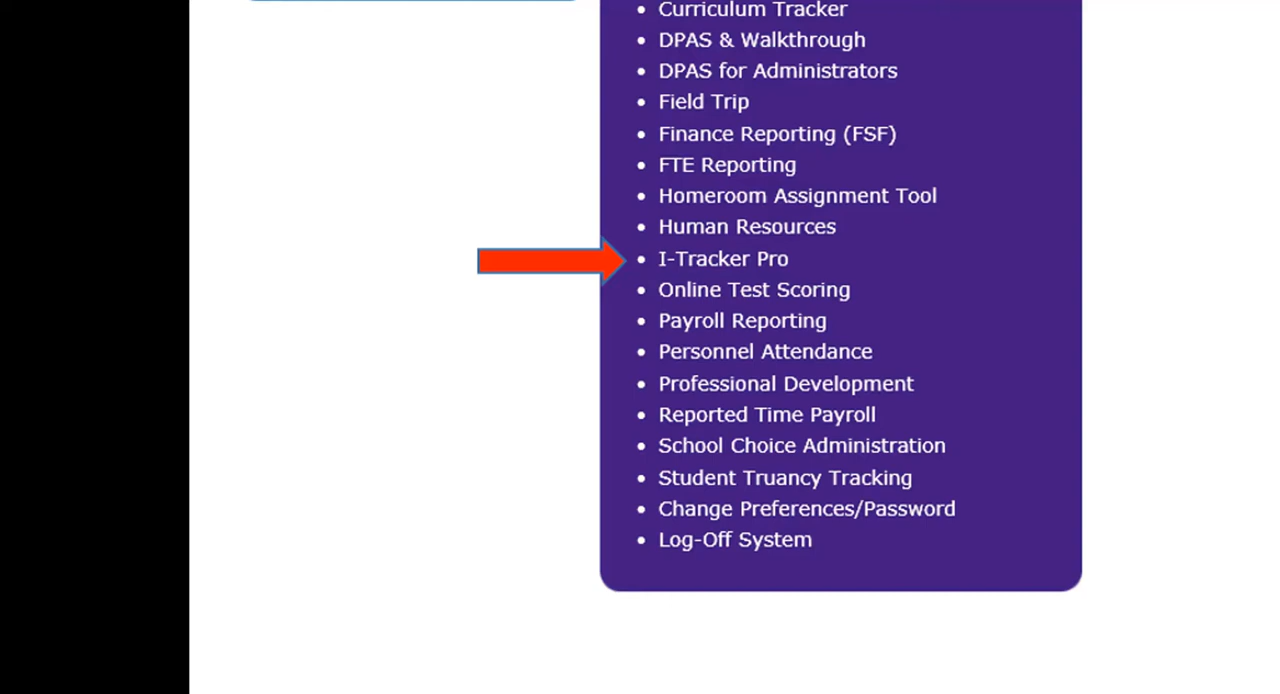 Curriculum Tracker
DPAS & Walkthrough
DPAS for Administrators
Field Trip
Finance Reporting (FSF)
FTE Reporting
Homeroom Assignment Tool
Human Resources
I-Tracker Pro
Online Test Scoring
Payroll Reporting
Personnel Attendance
Professional Development
Reported Time Payroll
School Choice Administration
Student Truancy Tracking
Change Preferences/Password
Log-Off System